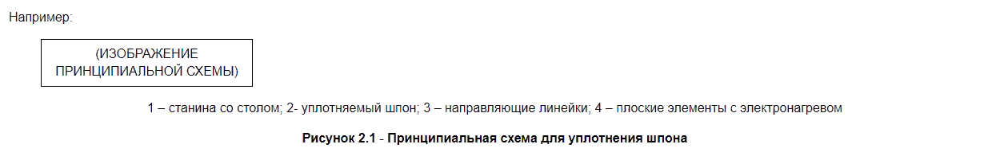 Например:
(ИЗОБРАЖЕНИЕ
ПРИНЦИПИАЛЬНОЙ СХЕМЫ)
1 – станина со столом; 2- уплотняемый шпон; 3 – направляющие линейки; 4 – плоские элементы с электронагревом
Рисунок 2.1 - Принципиальная схема для уплотнения шпона